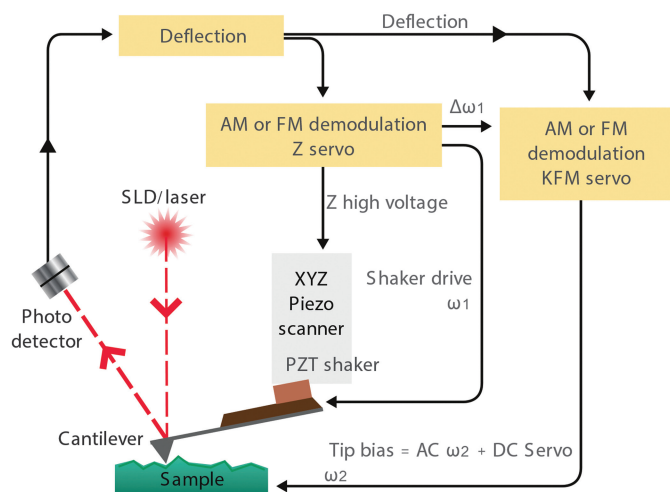 Deflection
Deflection
AM or FM demodulation
Z servo
Δω1
AM or FM
demodulation
KFM servo
SLD/laser
Z high voltage
XYZ
Piezo
scanner
Shaker drive
ω1
Photo
detector
PZT shaker
Cantilever
Tip bias = AC ω2 + DC Servo
ω2
Sample